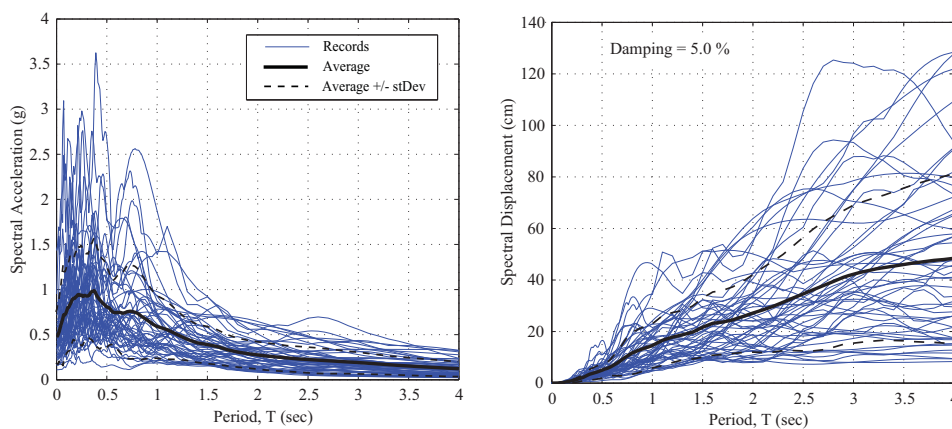 4
3.5
3
2.5
2
1.5
1
0.5
0
Spectral Acceleration (g)
Records
Average
Average +/- stDev
0 0.5 1 1.5 2 2.5 3 3.5 4
Period, T (sec)
140
120
100
80
60
40
20
0
Spectral Displacement (cm)
Damping = 5.0 %
0 0.5 1 1.5 2 2.5 3 3.5 4
Period, T (sec)